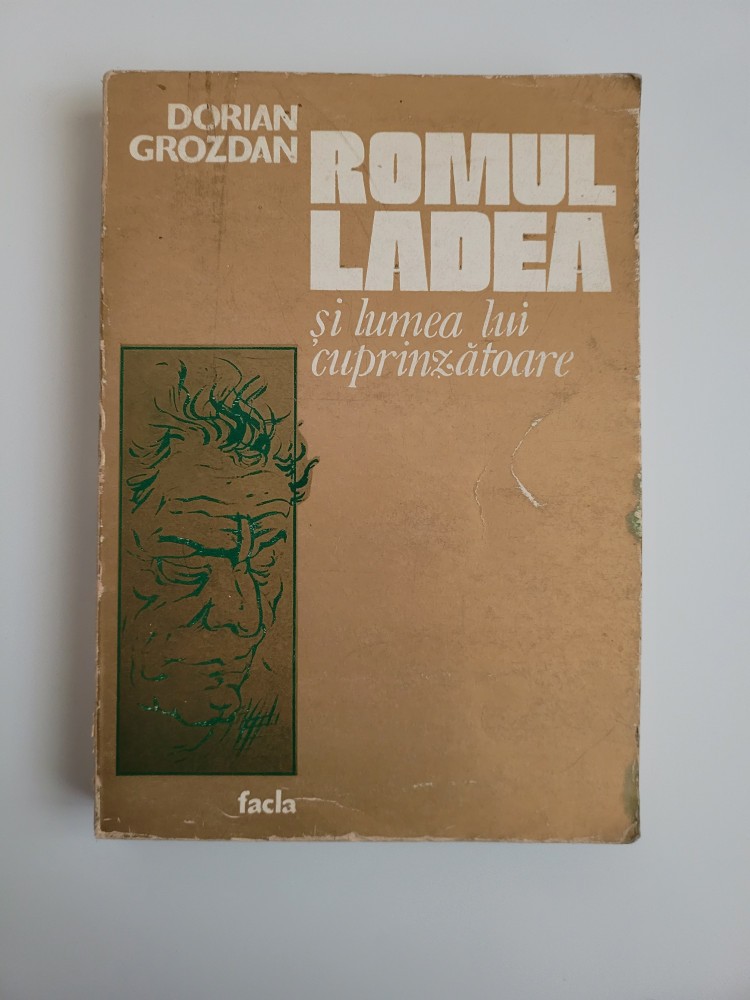 DORIAN
GROZDAN
ROMUL
LADEA
și lumea lui
cuprinzătoare
facla